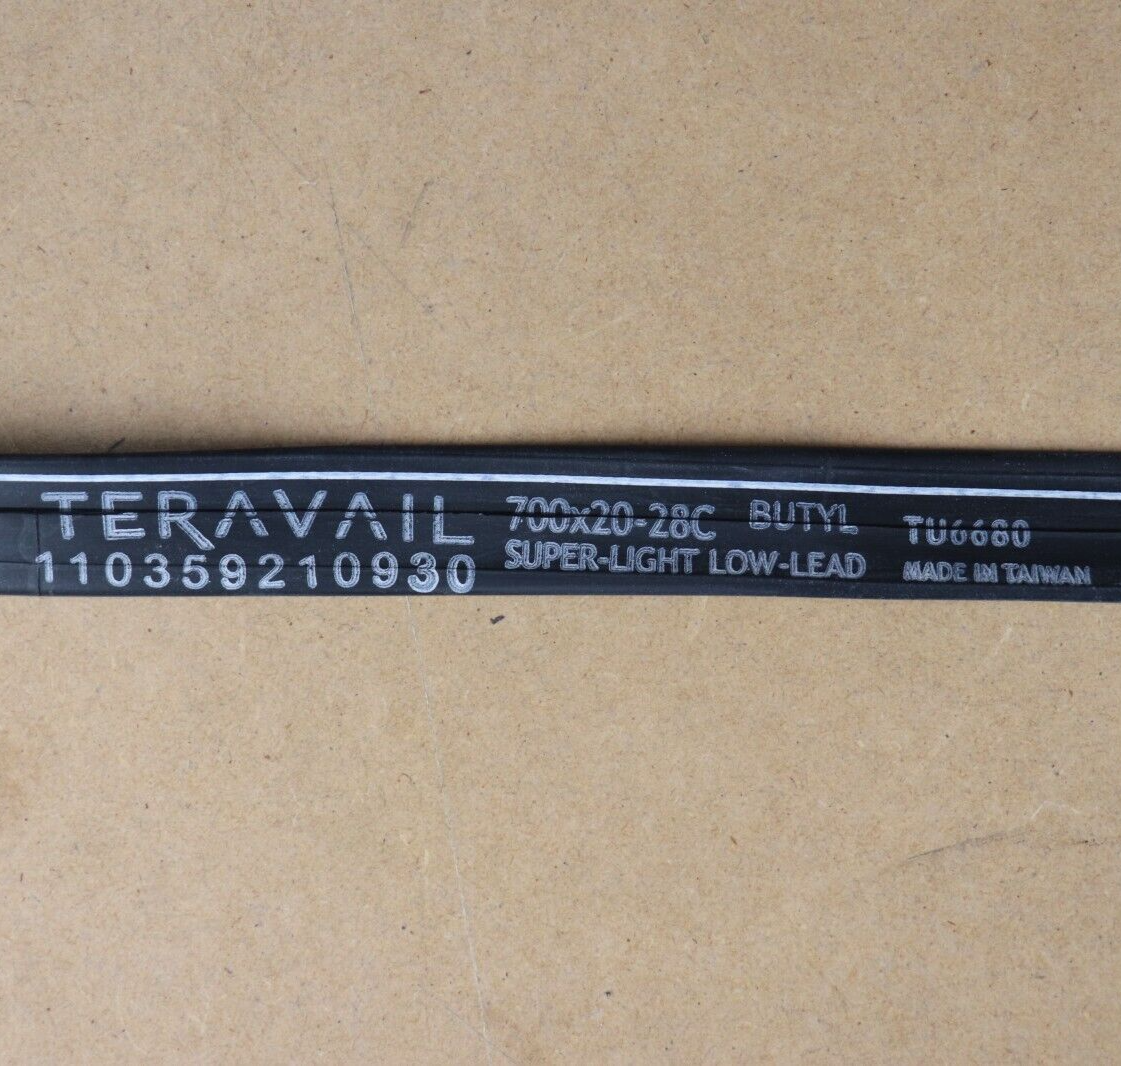 TERAVAIL
110359210930
700x20-28C BUTYL
SUPER-LIGHT LOW-LEAD
TU6680
MADE IN TAIWAN